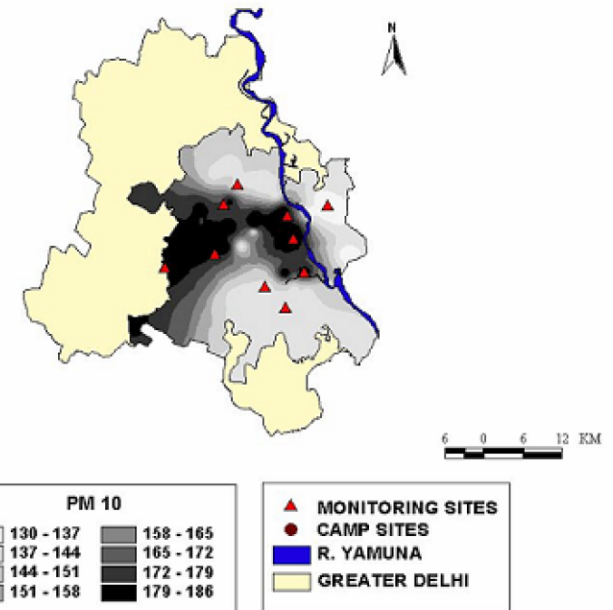 N
6 0 6 12 KM
PM 10
130 - 137 158 - 165
137 - 144 165 - 172
144 - 151 172 - 179
151 - 158 179 - 186
MONITORING SITES
CAMP SITES
R. YAMUNA
GREATER DELHI